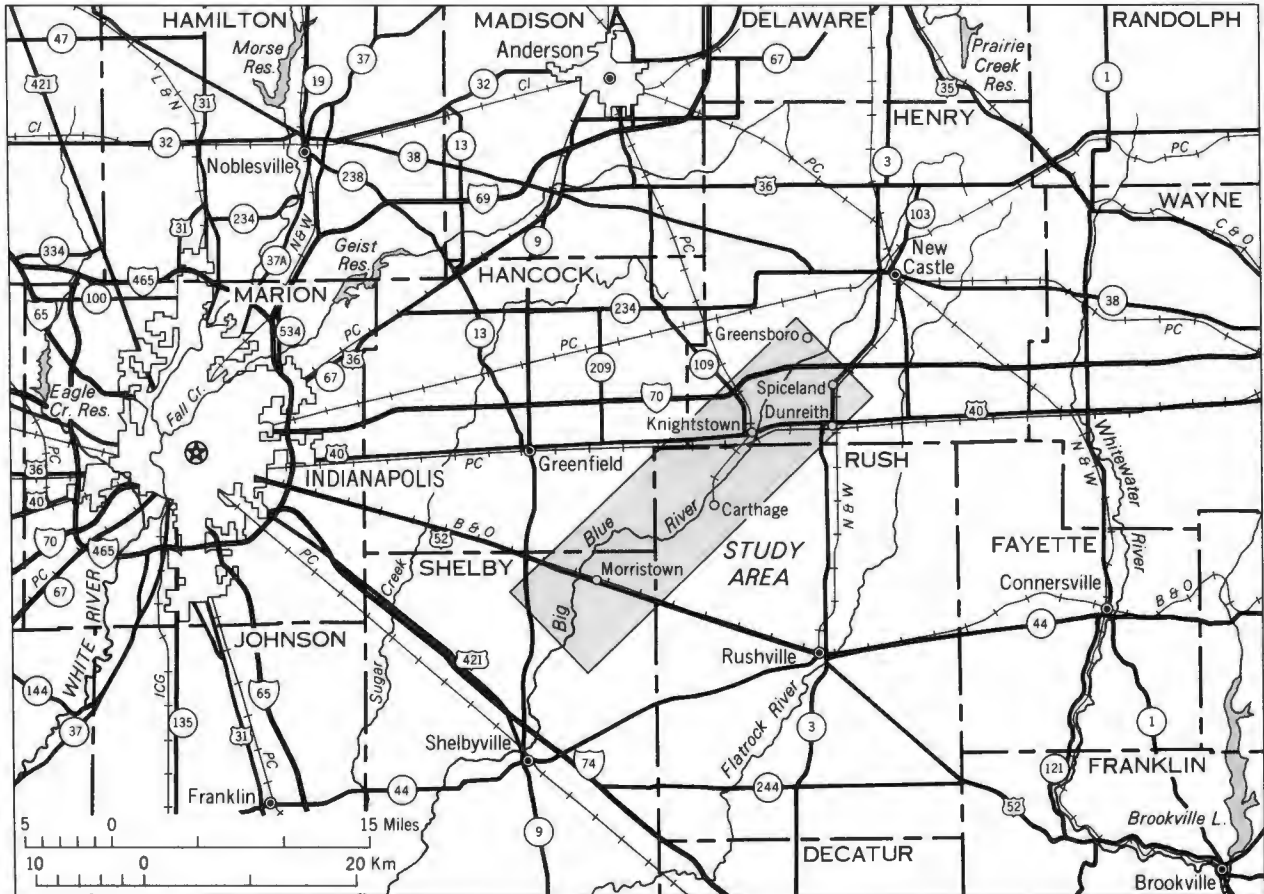 HAMILTON
MADISON
DELAWARE
RANDOLPH
47
Morse
Res.
Anderson
Prairie
Creek
Res.
421
L & N
31
19
37
32
CI
67
35
1
HENRY
CI
32
Noblesville
38
13
3
PC
PC
238
36
69
103
WAYNE
234
31
N & W
9
PC
C & O
334
Geist
Res.
37A
New
Castle
465
HANCOCK
100
MARION
65
534
PC
234
38
PC
13
Greensboro
36
PC
209
109
67
Eagle
Cr. Res.
Fall Cr.
70
Spiceland
Dunreith
40
Knightstown
36
PC
40
PC
Greenfield
RUSH
40
INDIANAPOLIS
Whitewater
River
N & W
Blue
River
Carthage
N & W
70
465
B & O
52
STUDY
AREA
FAYETTE
PC
67
PC
SHELBY
Morristown
Connersville
B & O
WHITE RIVER
Creek
Sugar
Big
44
JOHNSON
421
Rushville
144
ICG
65
37
135
31
PC
Flatrock River
3
1
Shelbyville
74
FRANKLIN
121
Franklin
44
244
52
5
0
15 Miles
Brookville L.
10
0
20 Km
9
DECATUR
Brookville